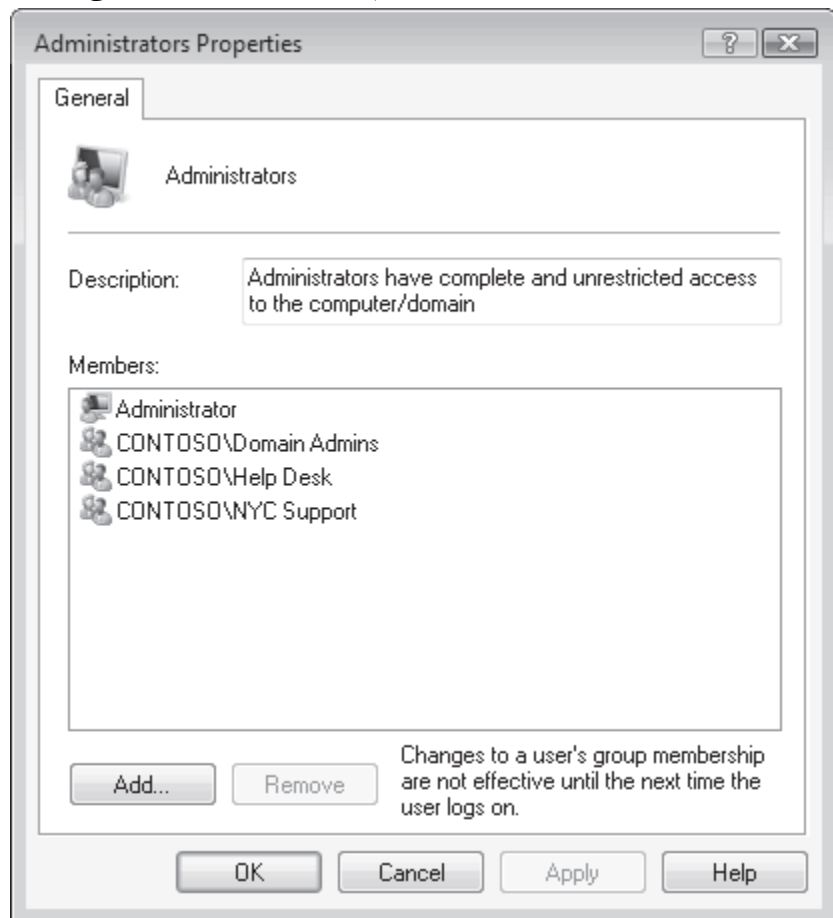 Administrators Properties
General
Administrators
Description:
Administrators have complete and unrestricted access
to the computer/domain
Members:
Administrator
CONTOSO\Domain Admins
CONTOSO\Help Desk
CONTOSO\NYC Support
Add...
Remove
Changes to a user's group membership
are not effective until the next time the
user logs on.
OK
Cancel
Apply
Help